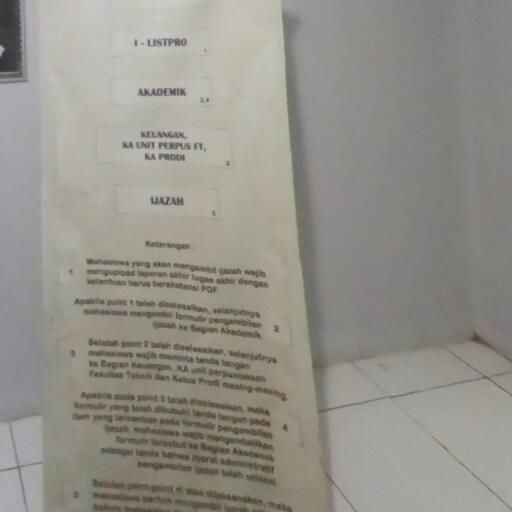 I - LISTPRO
1
AKADEMIK
2,4
KEUANGAN,
KA UNIT PERPUS FT,
KA PRODI
3
IJAZAH
5
Keterangan :
1
Mahasiswa yang akan mengambil ijazah wajib
mengupload laporan akhir tugas akhir dengan
ketentuan harus berekstensi PDF.
Apabila point 1 telah diselesaikan, selanjutnya
mahasiswa mengambil formulir pengambilan
ijazah ke Bagian Akademik
2
3
Setelah point 2 telah diselesaikan, selanjutnya
mahasiswa wajib meminta tanda tangan
ke Bagian Keuangan, KA unit perpustakaan
Fakultas Teknik dan Ketua Prodi masing-masing.
Apabila pada point 3 telah diselesaikan, maka
formulir yang telah dibubuhi tanda tangan pada
item yang tercantum pada formulir pengambilan
ijazah, mahasiswa wajib mengembalikan
formulir tersebut ke Bagian Akademik
sebagai tanda bahwa syarat administratif
pengambilan ijazah telah selesai
4
Setelah point-point di atas dilaksanakan, maka
mahasiswa berhak mengambil ijazah